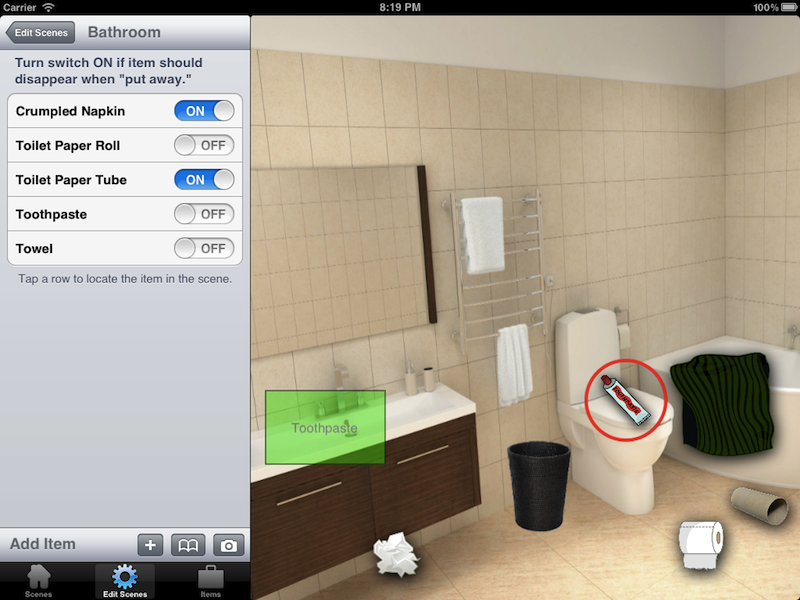 Carrier 8:19 PM 100%
Edit Scenes Bathroom
Turn switch ON if item should
disappear when "put away."
Crumpled Napkin ON
Toilet Paper Roll OFF
Toilet Paper Tube ON
Toothpaste OFF
Towel OFF
Tap a row to locate the item in the scene.
Toothpaste
Add Item +
Scenes Edit Scenes Items